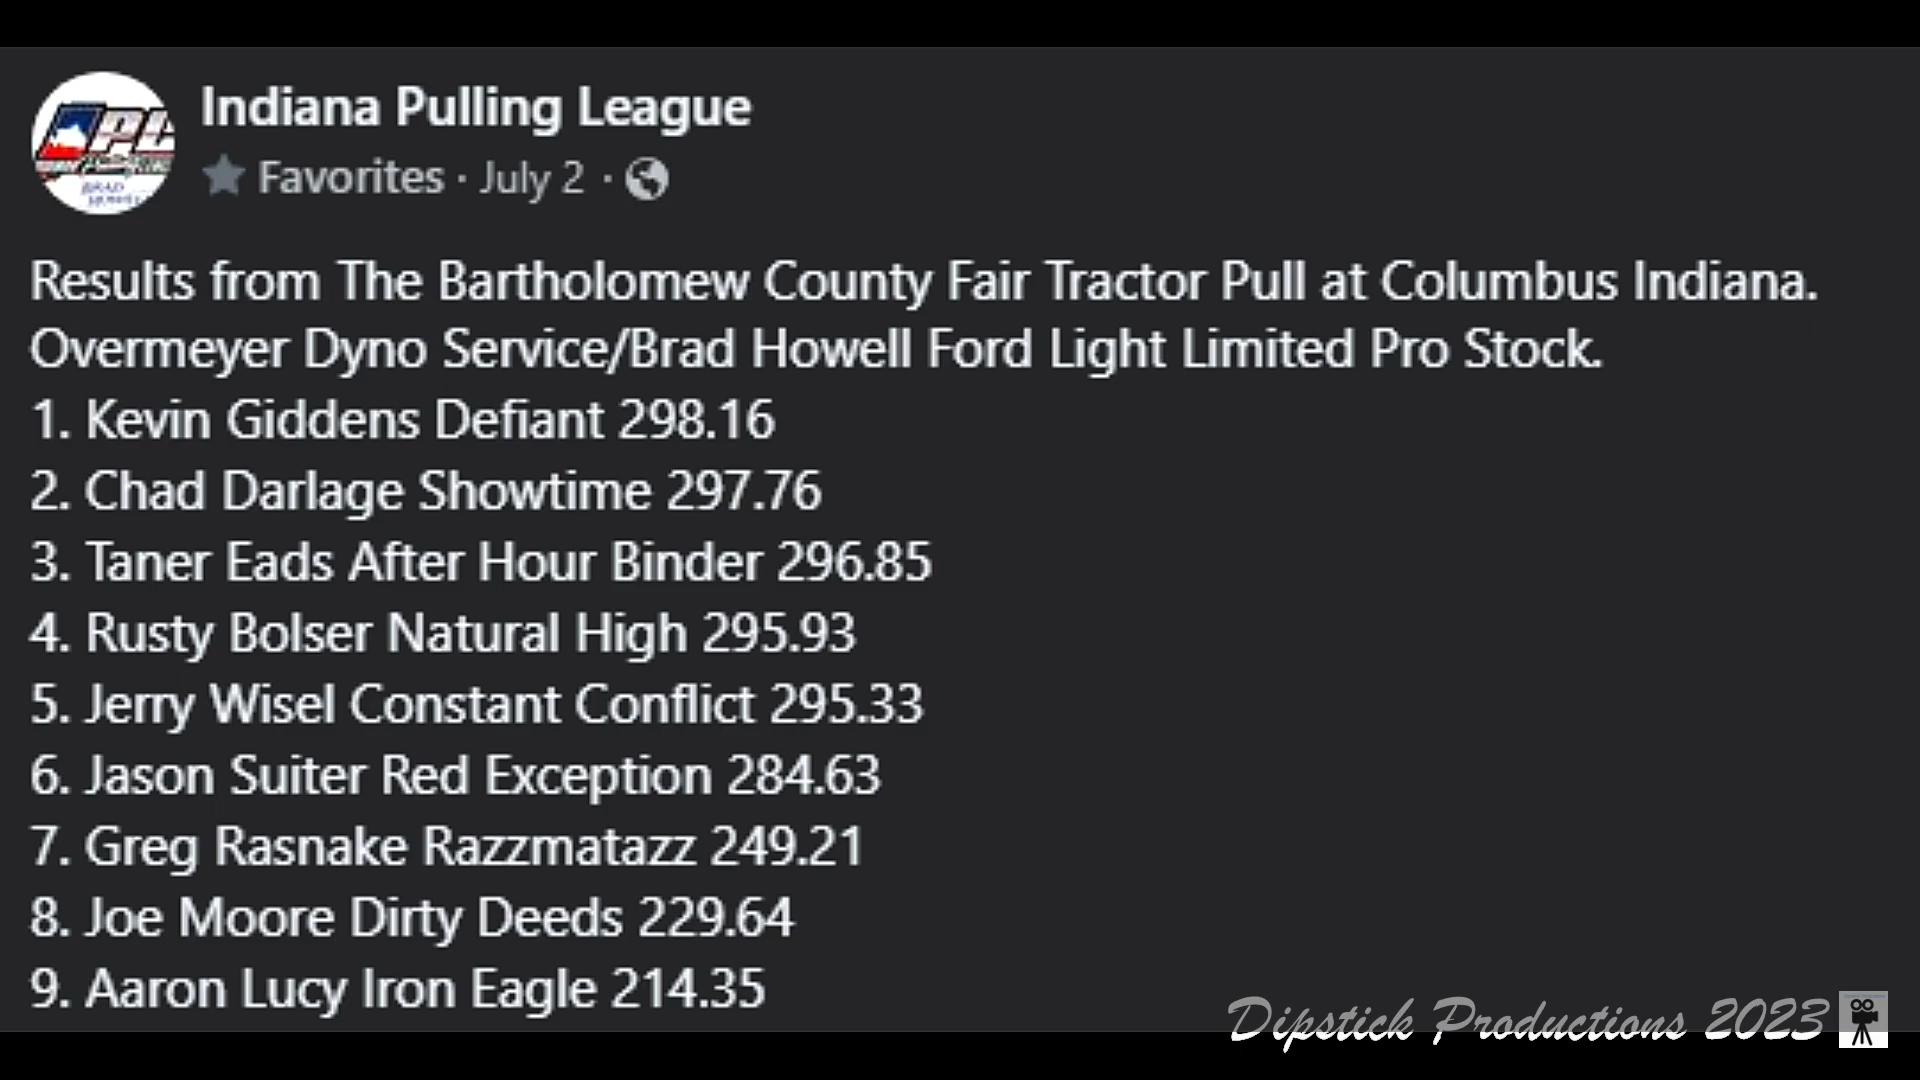 Indiana Pulling League
Favorites · July 2 ·
Results from The Bartholomew County Fair Tractor Pull at Columbus Indiana.
Overmeyer Dyno Service/Brad Howell Ford Light Limited Pro Stock.
1. Kevin Giddens Defiant 298.16
2. Chad Darlage Showtime 297.76
3. Taner Eads After Hour Binder 296.85
4. Rusty Bolser Natural High 295.93
5. Jerry Wisel Constant Conflict 295.33
6. Jason Suiter Red Exception 284.63
7. Greg Rasnake Razzmatazz 249.21
8. Joe Moore Dirty Deeds 229.64
9. Aaron Lucy Iron Eagle 214.35
Dipstick Productions 2023